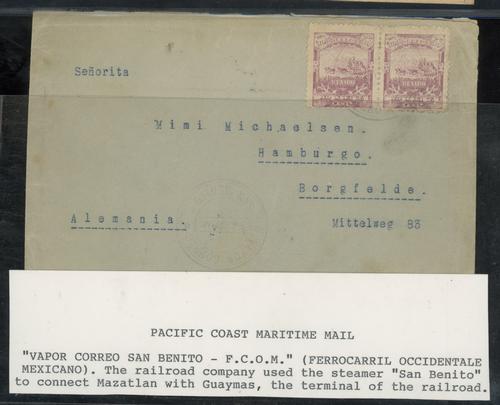 Señorita
Mimi Michaelsen.
Hamburgo.
Borgfelde.
Alemania.
Mittelweg 83
PACIFIC COAST MARITIME MAIL
"VAPOR CORREO SAN BENITO - F.C.O.M." (FERROCARRIL OCCIDENTALE
MEXICANO). The railroad company used the steamer "San Benito"
to connect Mazatlan with Guaymas, the terminal of the railroad.